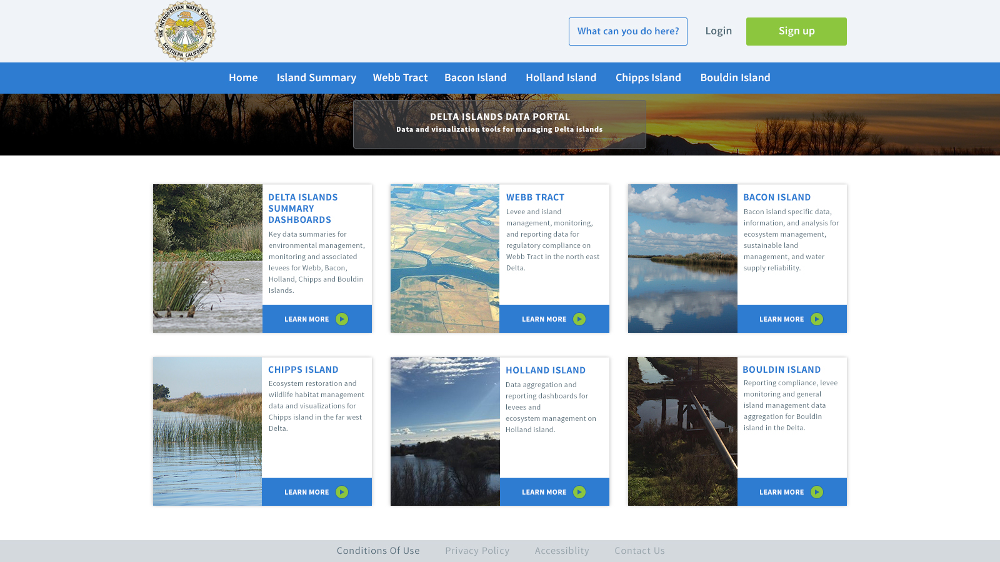 THE METROPOLITAN WATER DISTRICT OF
SOUTHERN CALIFORNIA
What can you do here?
Login
Sign up
Home
Island Summary
Webb Tract
Bacon Island
Holland Island
Chipps Island
Bouldin Island
DELTA ISLANDS DATA PORTAL
Data and visualization tools for managing Delta islands
DELTA ISLANDS
SUMMARY
DASHBOARDS
Key data summaries for
environmental management,
monitoring and associated
levees for Webb, Bacon,
Holland, Chipps and Bouldin
Islands.
LEARN MORE
WEBB TRACT
Levee and island
management, monitoring,
and reporting data for
regulatory compliance on
Webb Tract in the north east
Delta.
LEARN MORE
BACON ISLAND
Bacon island specific data,
information, and analysis for
ecosystem management,
sustainable land
management, and water
supply reliability.
LEARN MORE
CHIPPS ISLAND
Ecosystem restoration and
wildlife habitat management
data and visualizations for
Chipps island in the far west
Delta.
LEARN MORE
HOLLAND ISLAND
Data aggregation and
reporting dashboards for
levees and
ecosystem management on
Holland island.
LEARN MORE
BOULDIN ISLAND
Reporting compliance, levee
monitoring and general
island management data
aggregation for Bouldin
island in the Delta.
LEARN MORE
Conditions Of Use
Privacy Policy
Accessiblity
Contact Us